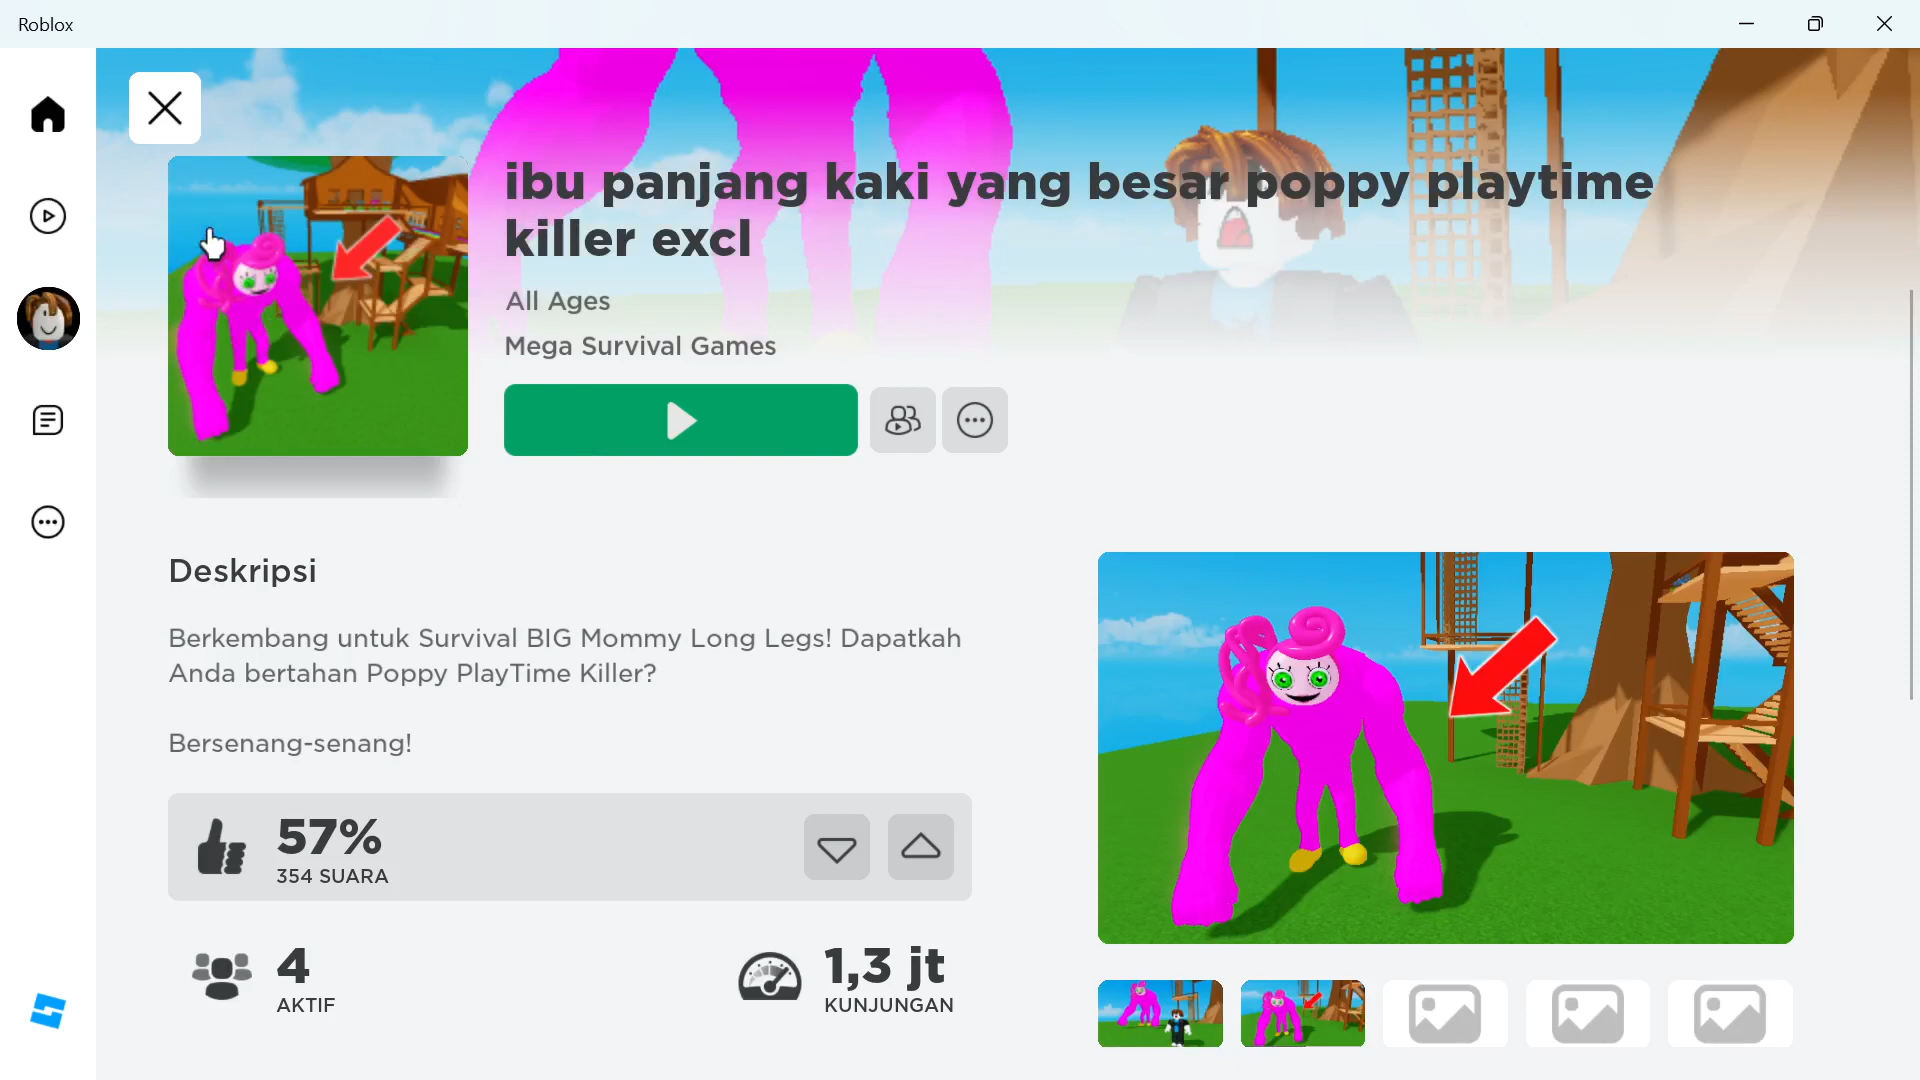 Roblox
ibu panjang kaki yang besar poppy playtime
killer excl
All Ages
Mega Survival Games
Deskripsi
Berkembang untuk Survival BIG Mommy Long Legs! Dapatkah
Anda bertahan Poppy PlayTime Killer?
Bersenang-senang!
57%
354 SUARA
4
AKTIF
1,3 jt
KUNJUNGAN